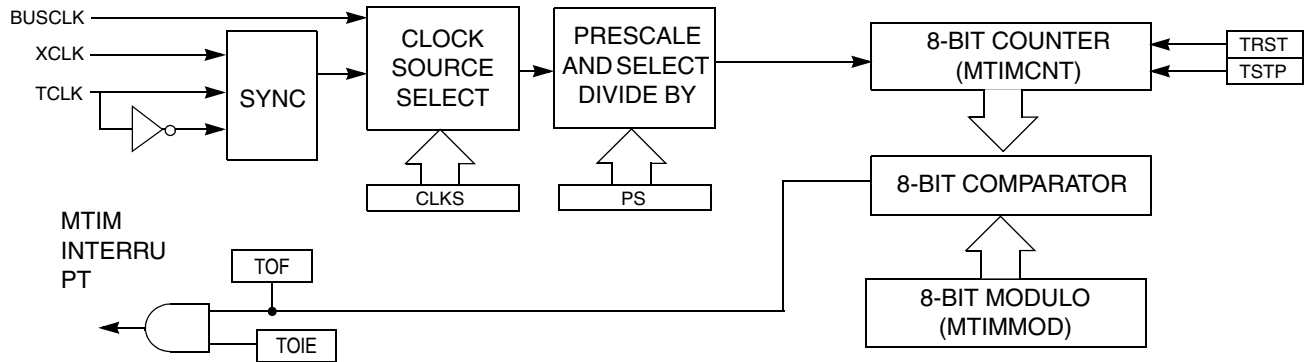 BUSCLK
XCLK
TCLK
SYNC
CLOCK
SOURCE
SELECT
PRESCALE
AND SELECT
DIVIDE BY
8-BIT COUNTER
(MTIMCNT)
TRST
TSTP
CLKS
PS
8-BIT COMPARATOR
MTIM
INTERRU
PT
TOF
TOIE
8-BIT MODULO
(MTIMMOD)